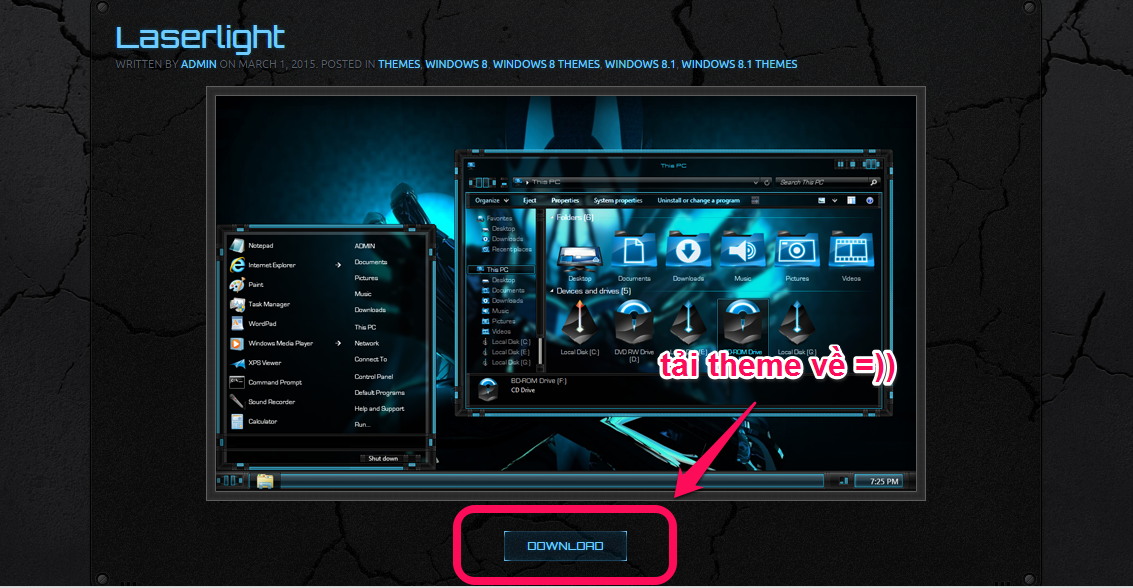 Laserlight
WRITTEN BY ADMIN ON MARCH 1, 2015. POSTED IN THEMES, WINDOWS 8, WINDOWS 8 THEMES, WINDOWS 8.1, WINDOWS 8.1 THEMES
This PC
This PC
Search This PC
Organize Eject Properties System properties Uninstall or change a program
Favorites
Desktop
Downloads
Recent places
This PC
Desktop
Documents
Downloads
Music
Pictures
Videos
Local Disk (C:)
Local Disk (E:)
Local Disk (G:)
Folders (6)
Desktop Documents Downloads Music Pictures Videos
Devices and drives (5)
Local Disk (C:) DVD RW Drive (D:) BD-ROM Drive Local Disk (G:)
BD-ROM Drive (F:)
CD Drive
Notepad
Internet Explorer
Paint
Task Manager
WordPad
Windows Media Player
XPS Viewer
Command Prompt
Sound Recorder
Calculator
ADMIN
Documents
Pictures
Music
Downloads
This PC
Network
Connect To
Control Panel
Default Programs
Help and Support
Run...
Shut down
7:25 PM
tải theme về =))
DOWNLOAD